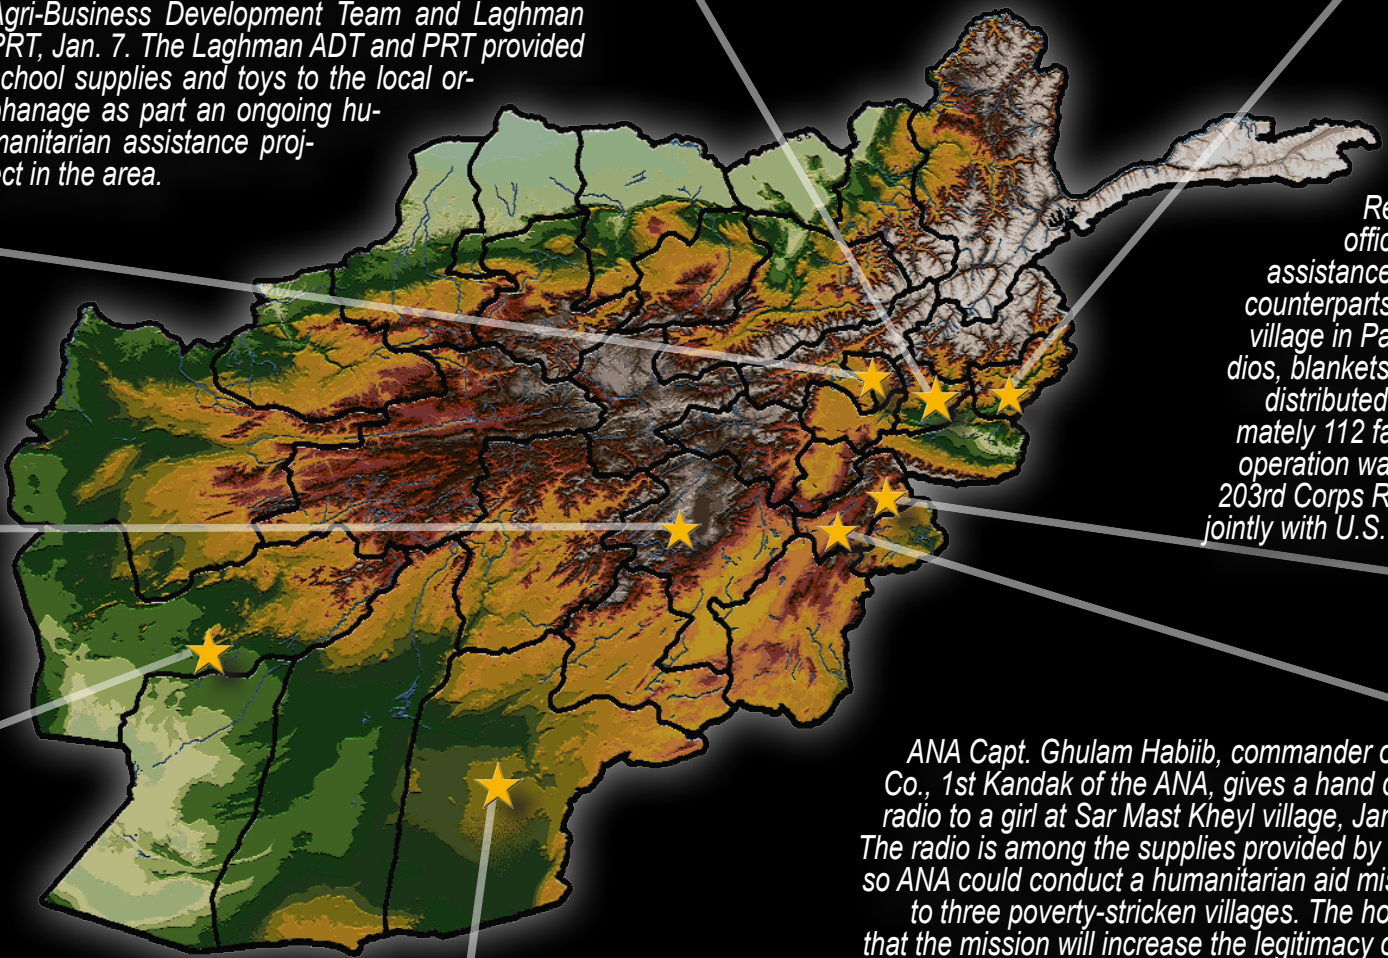 Agri-Business Development Team and Laghman
PRT, Jan. 7. The Laghman ADT and PRT provided
school supplies and toys to the local or-
phanage as part an ongoing hu-
manitarian assistance proj-
ect in the area.
Re
offic
assistance
counterparts
village in Pa
dios, blankets
distributed
mately 112 fa
operation wa
203rd Corps R
jointly with U.S.
ANA Capt. Ghulam Habiib, commander o
Co., 1st Kandak of the ANA, gives a hand c
radio to a girl at Sar Mast Kheyl village, Jan
The radio is among the supplies provided by
so ANA could conduct a humanitarian aid mis
to three poverty-stricken villages. The ho
that the mission will increase the legitimacy o